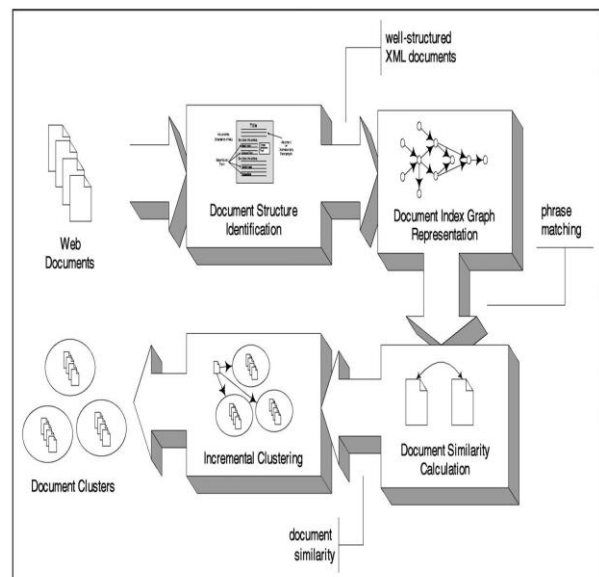 well-structured
XML documents
Title
Document Structure
Identification
Document Index Graph
Representation
Web
Documents
phrase
matching
Document Clusters
Incremental Clustering
Document Similarity
Calculation
document
similarity